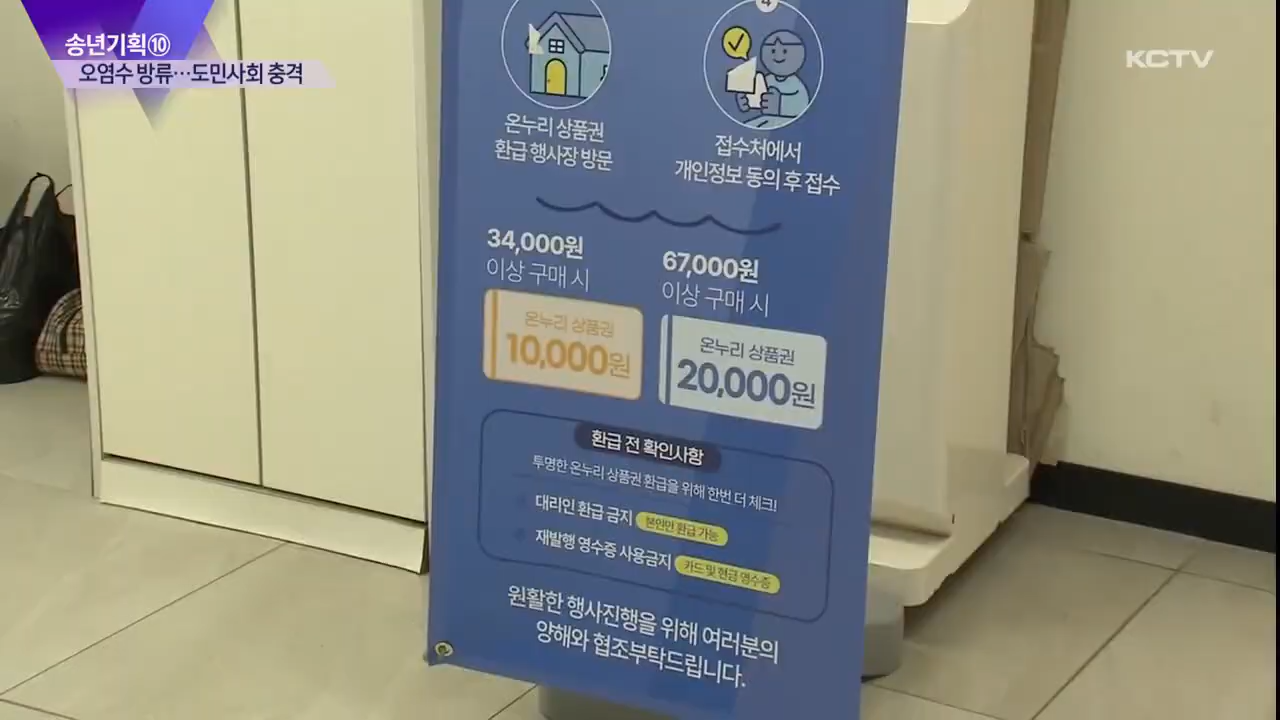 송년기획⑩
오염수 방류…도민사회 충격
KCTV
4
온누리 상품권
환급 행사장 방문
접수처에서
개인정보 동의 후 접수
34,000원
이상 구매 시
67,000원
이상 구매 시
온누리 상품권
10,000원
온누리 상품권
20,000원
환급 전 확인사항
투명한 온누리 상품권 환급을 위해 한번 더 체크!
대리인 환급 금지 본인만 환급 가능
재발행 영수증 사용금지 카드 및 현금 영수증
원활한 행사진행을 위해 여러분의
양해와 협조부탁드립니다.